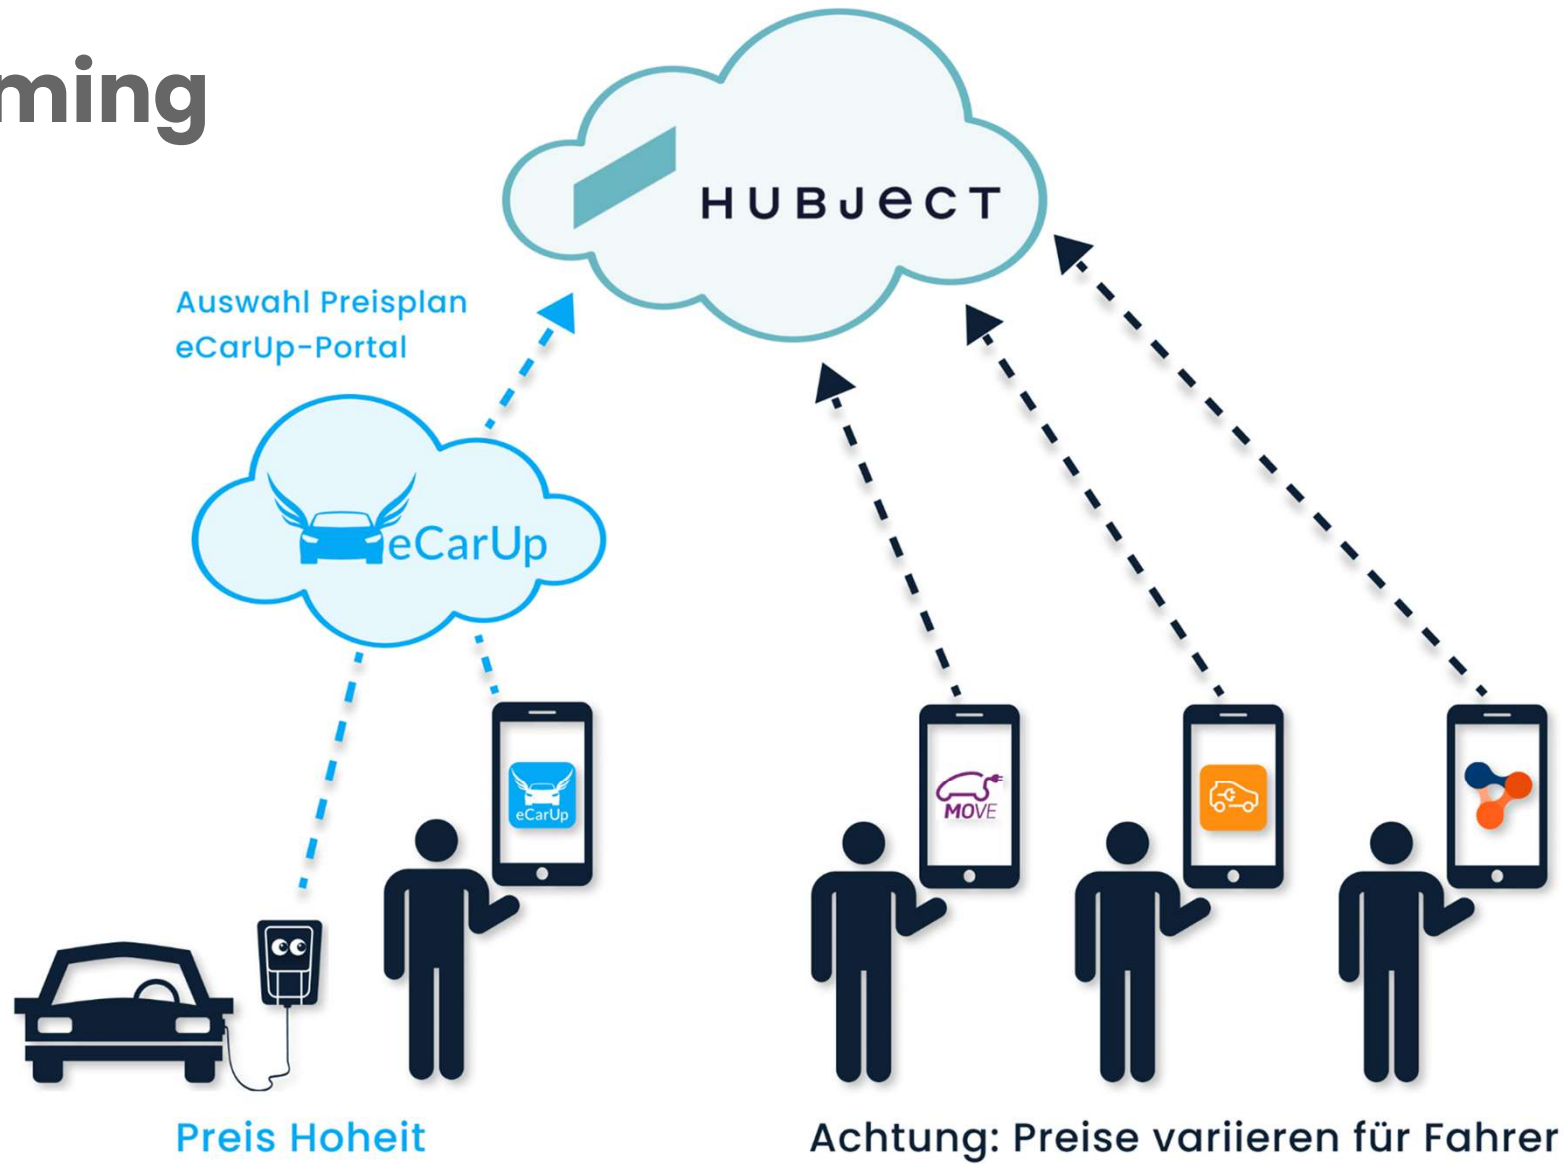 ming
HUBJECT
Auswahl Preisplan
eCarUp-Portal
eCarUp
eCarUp
MOVE
Preis Hoheit
Achtung: Preise variieren für Fahrer